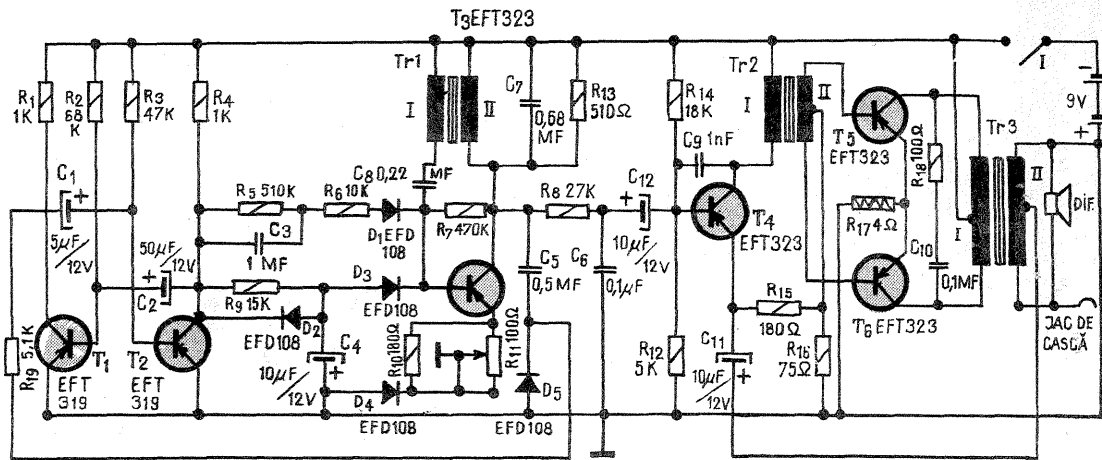 T3EFT323
R1
1K
R2
68
K
R3
47K
R4
1K
Tr1
I
II
C7
0,68
MF
R13
510Ω
R14
18K
Tr2
I
II
T5
EFT323
R18 100Ω
Tr3
I
II
I
9V
C1
5µF
/12V
C2
50µF
/12V
R5 510K
C3
1 MF
R6 10K
C8 0,22
MF
D1 EFD
108
R7 470K
R8 27K
C12
10µF
/12V
C9 1nF
T4
EFT323
R17 4Ω
C10
0,1MF
DIF.
R9 15K
D3
EFD108
D2
EFD108
C4
10µF
/12V
D4
EFD108
R10 180Ω
R11 100Ω
C5
0,5MF
C6
0,1µF
D5
EFD108
R12
5K
C11
10µF
/12V
R15
180Ω
R16
75Ω
T6 EFT323
JAC DE
CASCĂ
R19 5,1K
T1
EFT
319
T2
EFT
319